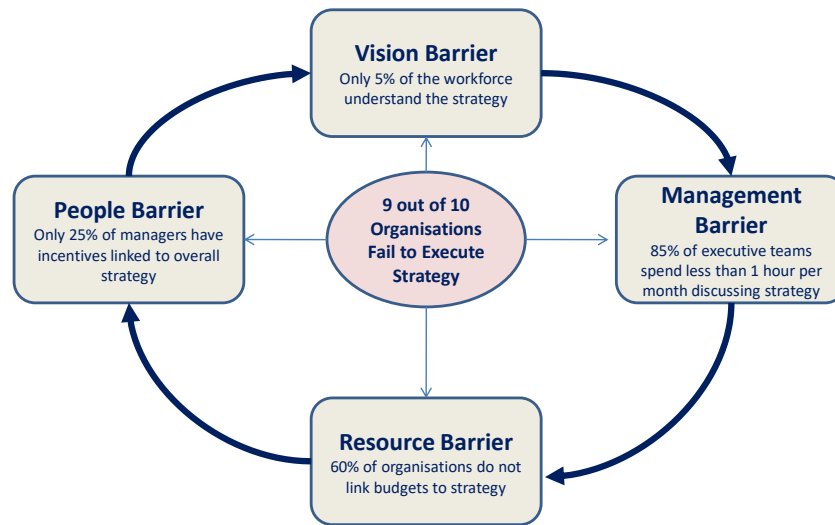 Vision Barrier
Only 5% of the workforce
understand the strategy
People Barrier
Only 25% of managers have
incentives linked to overall
strategy
9 out of 10
Organisations
Fail to Execute
Strategy
Management
Barrier
85% of executive teams
spend less than 1 hour per
month discussing strategy
Resource Barrier
60% of organisations do not
link budgets to strategy